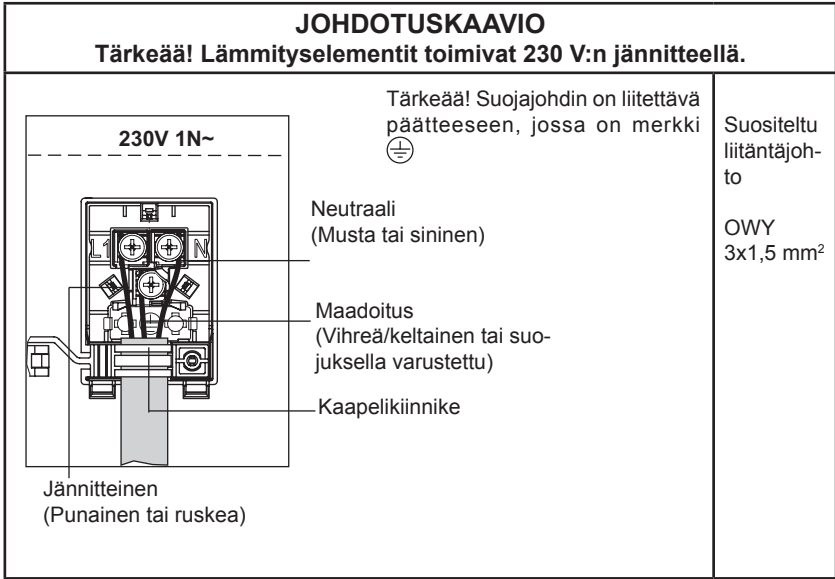 JOHDOTUSKAAVIO
Tärkeää! Lämmityselementit toimivat 230 V:n jännitteellä.
Tärkeää! Suojajohdin on liitettävä
päätteeseen, jossa on merkki
230V 1N~
Neutraali
(Musta tai sininen)
L1 N
Maadoitus
(Vihreä/keltainen tai suo-
juksella varustettu)
Kaapelikiinnike
Jännitteinen
(Punainen tai ruskea)
Suositeltu
liitäntäjoh-
to
OWY
3x1,5 mm²